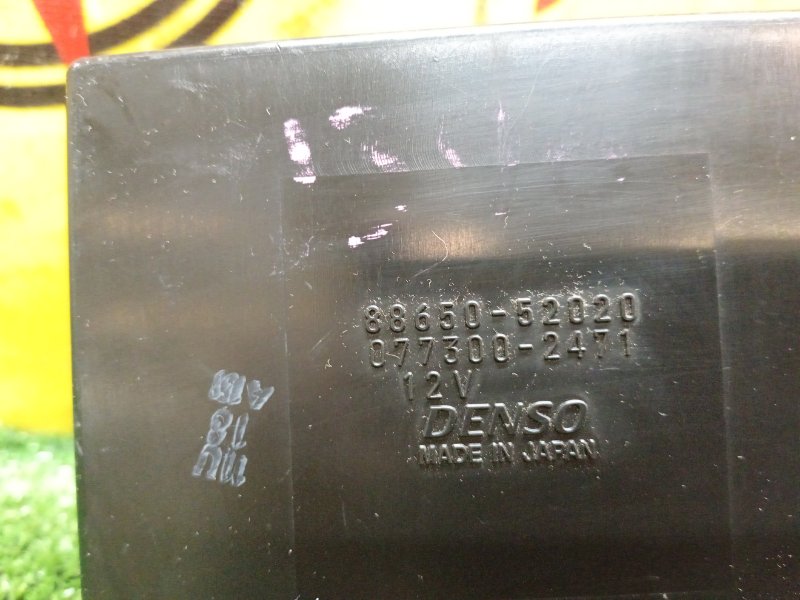 88650-52020
077300-2471
12V
DENSO
MADE IN JAPAN